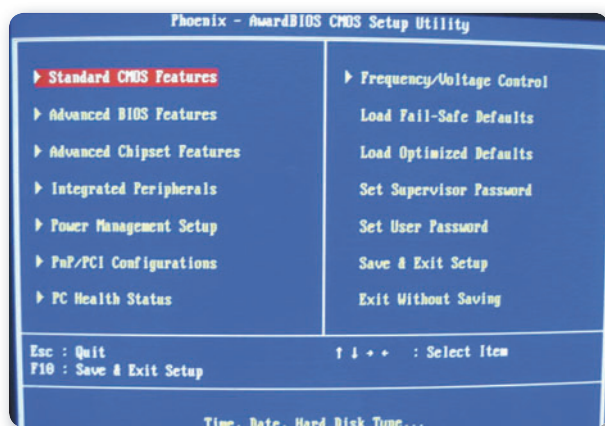 Phoenix - AwardBIOS CMOS Setup Utility
Standard CMOS Features
Advanced BIOS Features
Advanced Chipset Features
Integrated Peripherals
Power Management Setup
PnP/PCI Configurations
PC Health Status
Frequency/Voltage Control
Load Fail-Safe Defaults
Load Optimized Defaults
Set Supervisor Password
Set User Password
Save & Exit Setup
Exit Without Saving
Esc : Quit
F10 : Save & Exit Setup
↑ ↓ → ← : Select Item
Time, Date, Hard Disk Type...